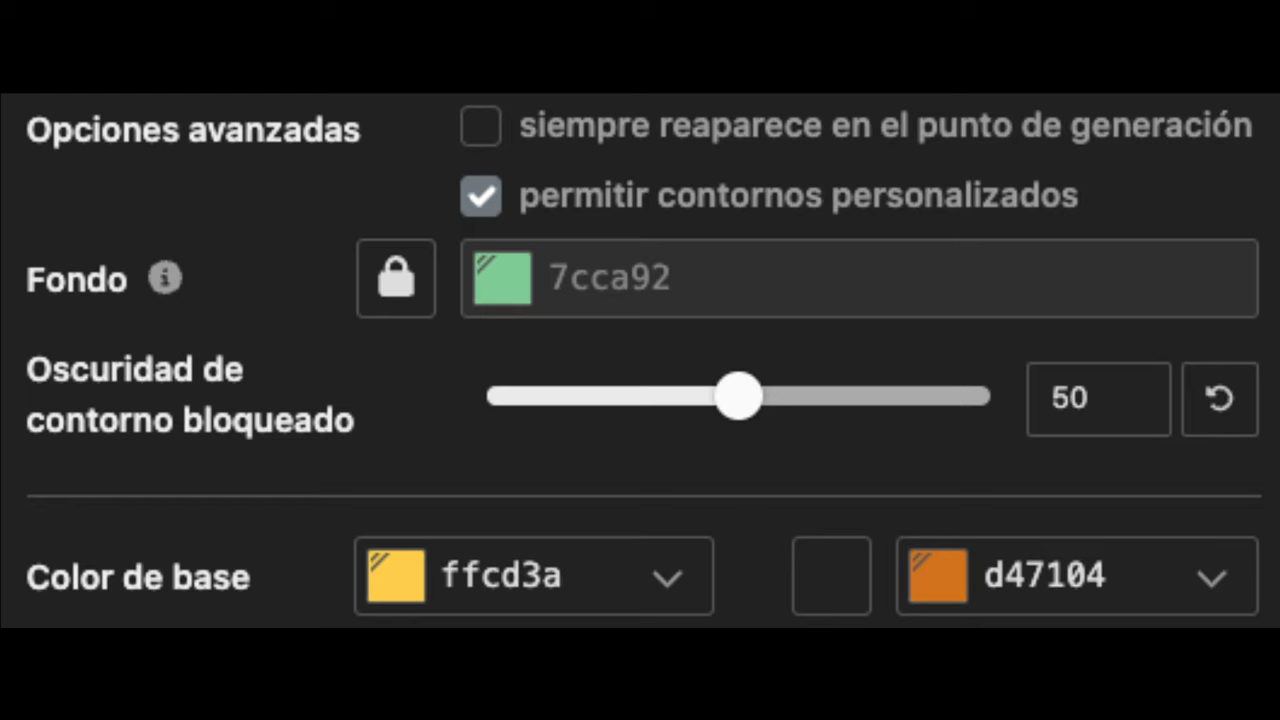 Opciones avanzadas
siempre reaparece en el punto de generación
permitir contornos personalizados
Fondo
7cca92
Oscuridad de
contorno bloqueado
50
Color de base
ffcd3a
d47104